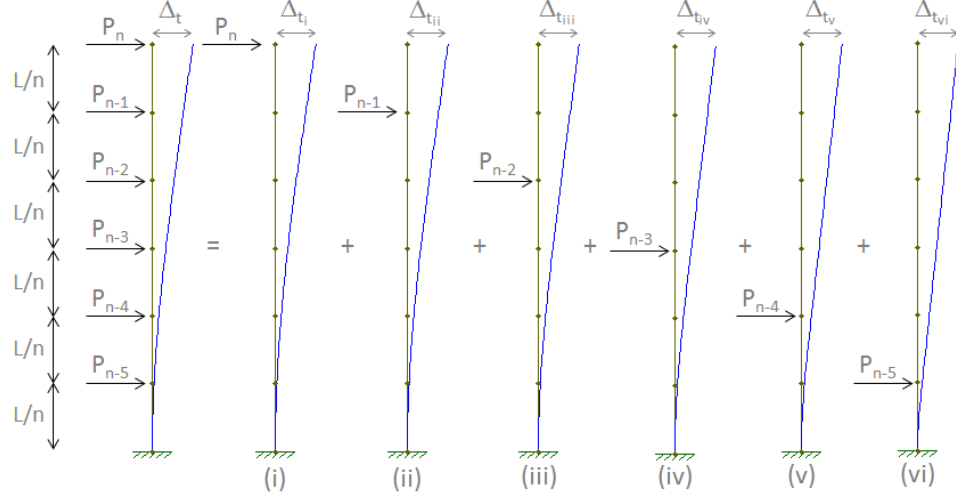 Δt Δti Δtii Δtiii Δtiv Δtv Δtvi
Pn Pn
L/n
Pn-1 Pn-1
L/n
Pn-2 Pn-2
L/n
Pn-3 = + + + Pn-3 + +
L/n
Pn-4 Pn-4
L/n
Pn-5 Pn-5
L/n
(i) (ii) (iii) (iv) (v) (vi)